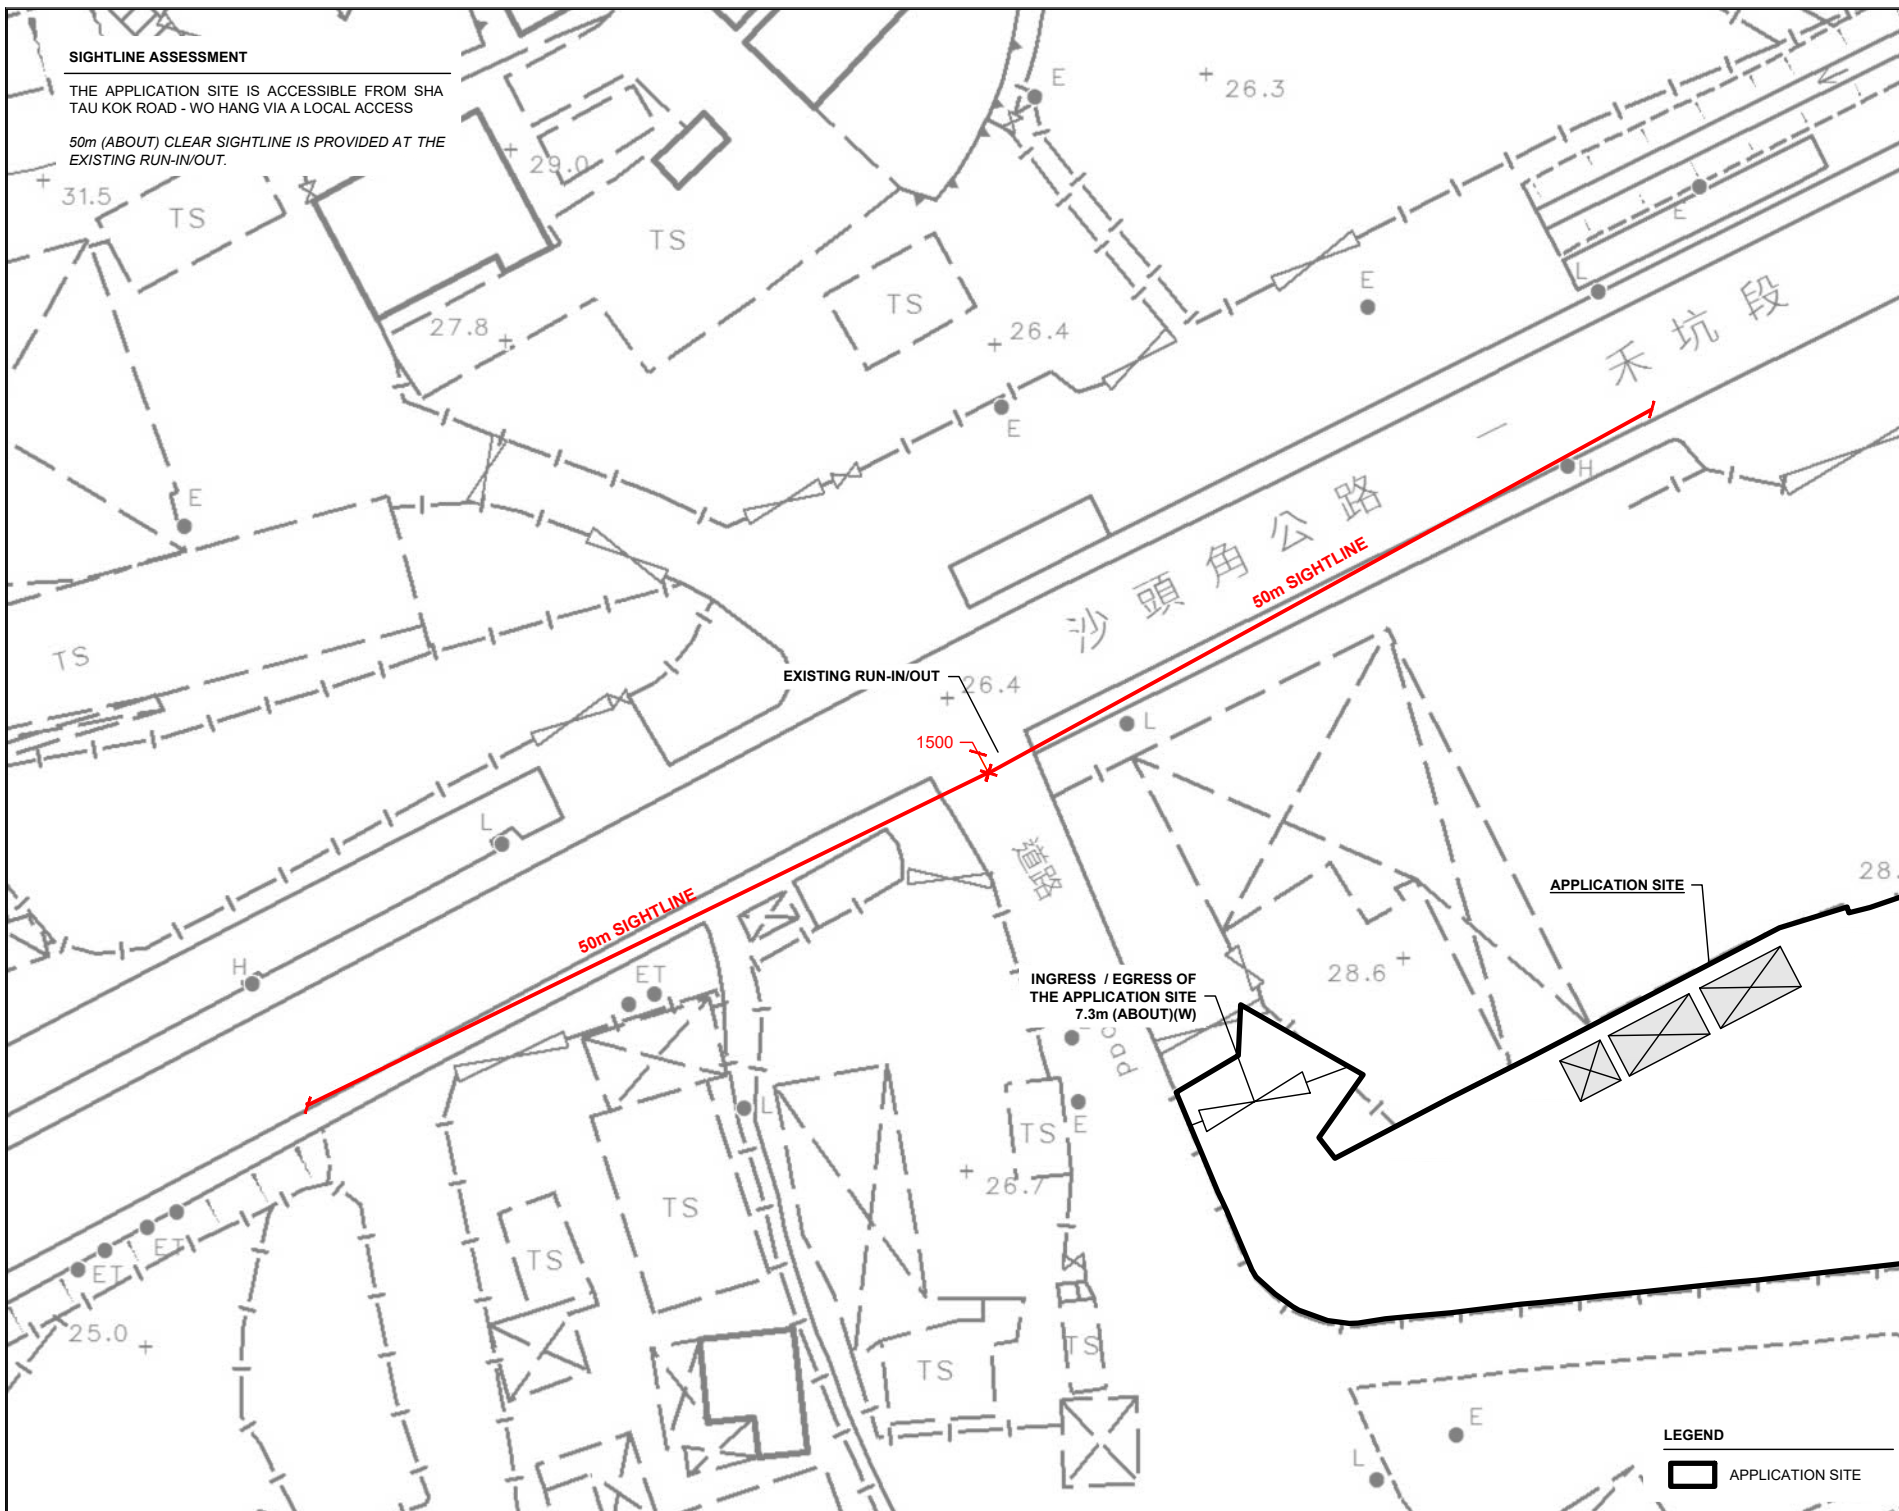 SIGHTLINE ASSESSMENT
THE APPLICATION SITE IS ACCESSIBLE FROM SHA
TAU KOK ROAD - WO HANG VIA A LOCAL ACCESS
50m (ABOUT) CLEAR SIGHTLINE IS PROVIDED AT THE
EXISTING RUN-IN/OUT.
E
26.3
29.0
31.5
TS
TS
E
TS
E
L
27.8
26.4
禾坑段
E
E
H
沙頭角公路一
50m SIGHTLINE
TS
EXISTING RUN-IN/OUT
26.4
1500
L
L
道路
APPLICATION SITE
28.
50m SIGHTLINE
H
ET
28.6
INGRESS / EGRESS OF
THE APPLICATION SITE
7.3m (ABOUT)(W)
L
TS
E
26.7
TS
ET
ET
TS
25.0
TS
TS
E
L
LEGEND
APPLICATION SITE